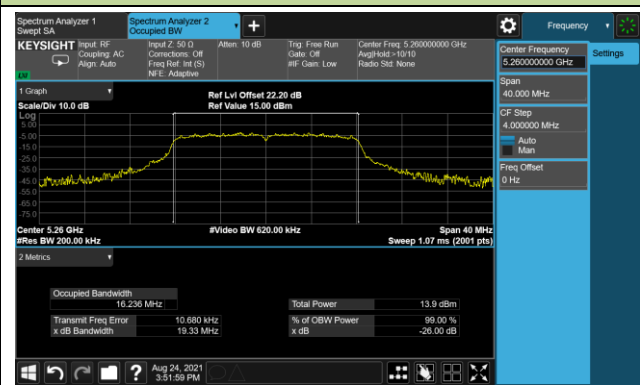 Spectrum Analyzer 1
Swept SA
Spectrum Analyzer 2
Occupied BW
+
Frequency
KEYSIGHT
Input: RF
Coupling: AC
Align: Auto
Input Z: 50 Ω
Corrections: Off
Freq Ref: Int (S)
NFE: Adaptive
Atten: 10 dB
Trig: Free Run
Gate: Off
#IF Gain: Low
Center Freq: 5.260000000 GHz
Avg|Hold:>10/10
Radio Std: None
Center Frequency
5.260000000 GHz
Settings
Span
40.000 MHz
CF Step
4.000000 MHz
Auto
Man
Freq Offset
0 Hz
1 Graph
Scale/Div 10.0 dB
Ref Lvl Offset 22.20 dB
Ref Value 15.00 dBm
Log
5.00
-5.00
-15.0
-25.0
-35.0
-45.0
-55.0
-65.0
-75.0
Center 5.26 GHz
#Res BW 200.00 kHz
#Video BW 620.00 kHz
Span 40 MHz
Sweep 1.07 ms (2001 pts)
2 Metrics
Occupied Bandwidth
16.236 MHz
Total Power 13.9 dBm
Transmit Freq Error 10.680 kHz
% of OBW Power 99.00 %
x dB Bandwidth 19.33 MHz
x dB -26.00 dB
?
Aug 24, 2021
3:51:59 PM